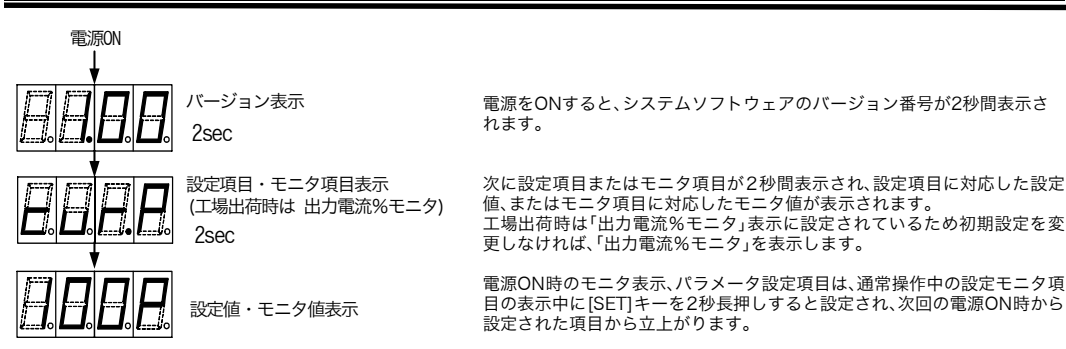 電源ON
1.00
バージョン表示
2sec
電源をONすると、システムソフトウェアのバージョン番号が2秒間表示さ
れます。
設定項目・モニタ項目表示
(工場出荷時は 出力電流%モニタ)
2sec
次に設定項目またはモニタ項目が2秒間表示され、設定項目に対応した設定
値、またはモニタ項目に対応したモニタ値が表示されます。
工場出荷時は「出力電流%モニタ」表示に設定されているため初期設定を変
更しなければ、「出力電流%モニタ」を表示します。
100P
設定値・モニタ値表示
電源ON時のモニタ表示、パラメータ設定項目は、通常操作中の設定モニタ項
目の表示中に[SET]キーを2秒長押しすると設定され、次回の電源ON時から
設定された項目から立上がります。